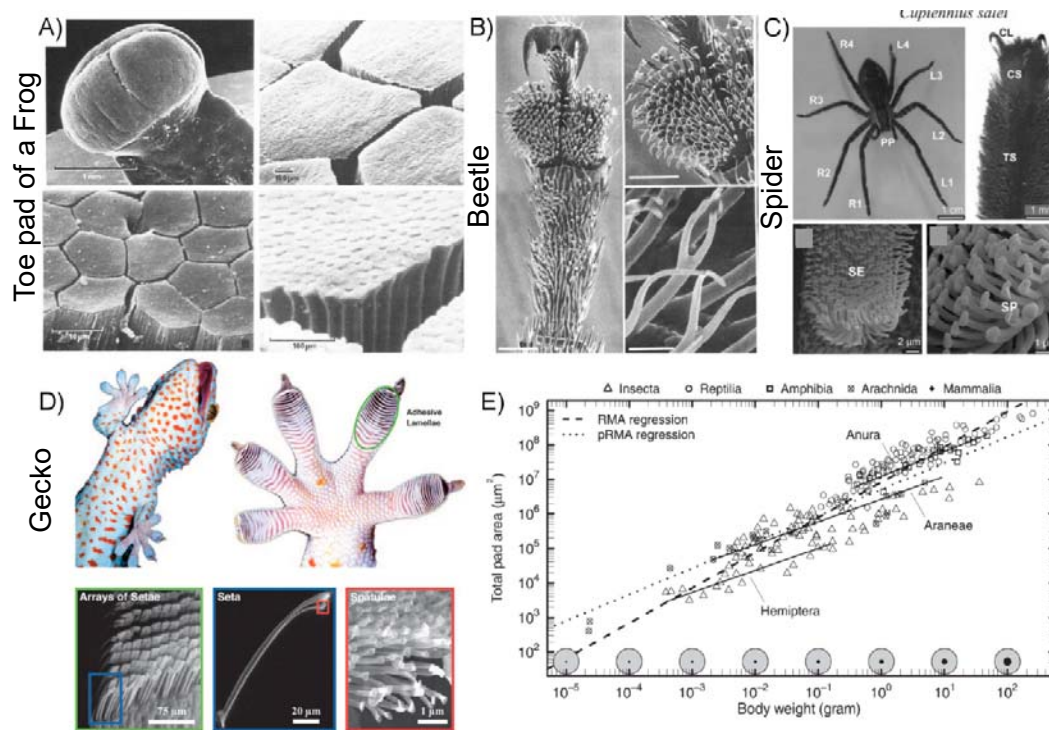 A)
Toe pad of a Frog
B)
Beetle
Cupiennius salei
C)
Spider
R4
L4
R3
L3
R2
L2
R1
L1
PP
1 cm
CL
CS
TS
1 mm
SE
2 µm
SP
D)
Gecko
Adhesive
Lamellae
Arrays of Setae
75 µm
Seta
20 µm
Spatulae
1 µm
E)
△ Insecta ○ Reptilia □ Amphibia ⊠ Arachnida ✦ Mammalia
RMA regression
pRMA regression
Anura
Araneae
Hemiptera
Total pad area (µm²)
10⁹
10⁸
10⁷
10⁶
10⁵
10⁴
10³
10²
10⁻⁵ 10⁻⁴ 10⁻³ 10⁻² 10⁻¹ 10⁰ 10¹ 10²
Body weight (gram)